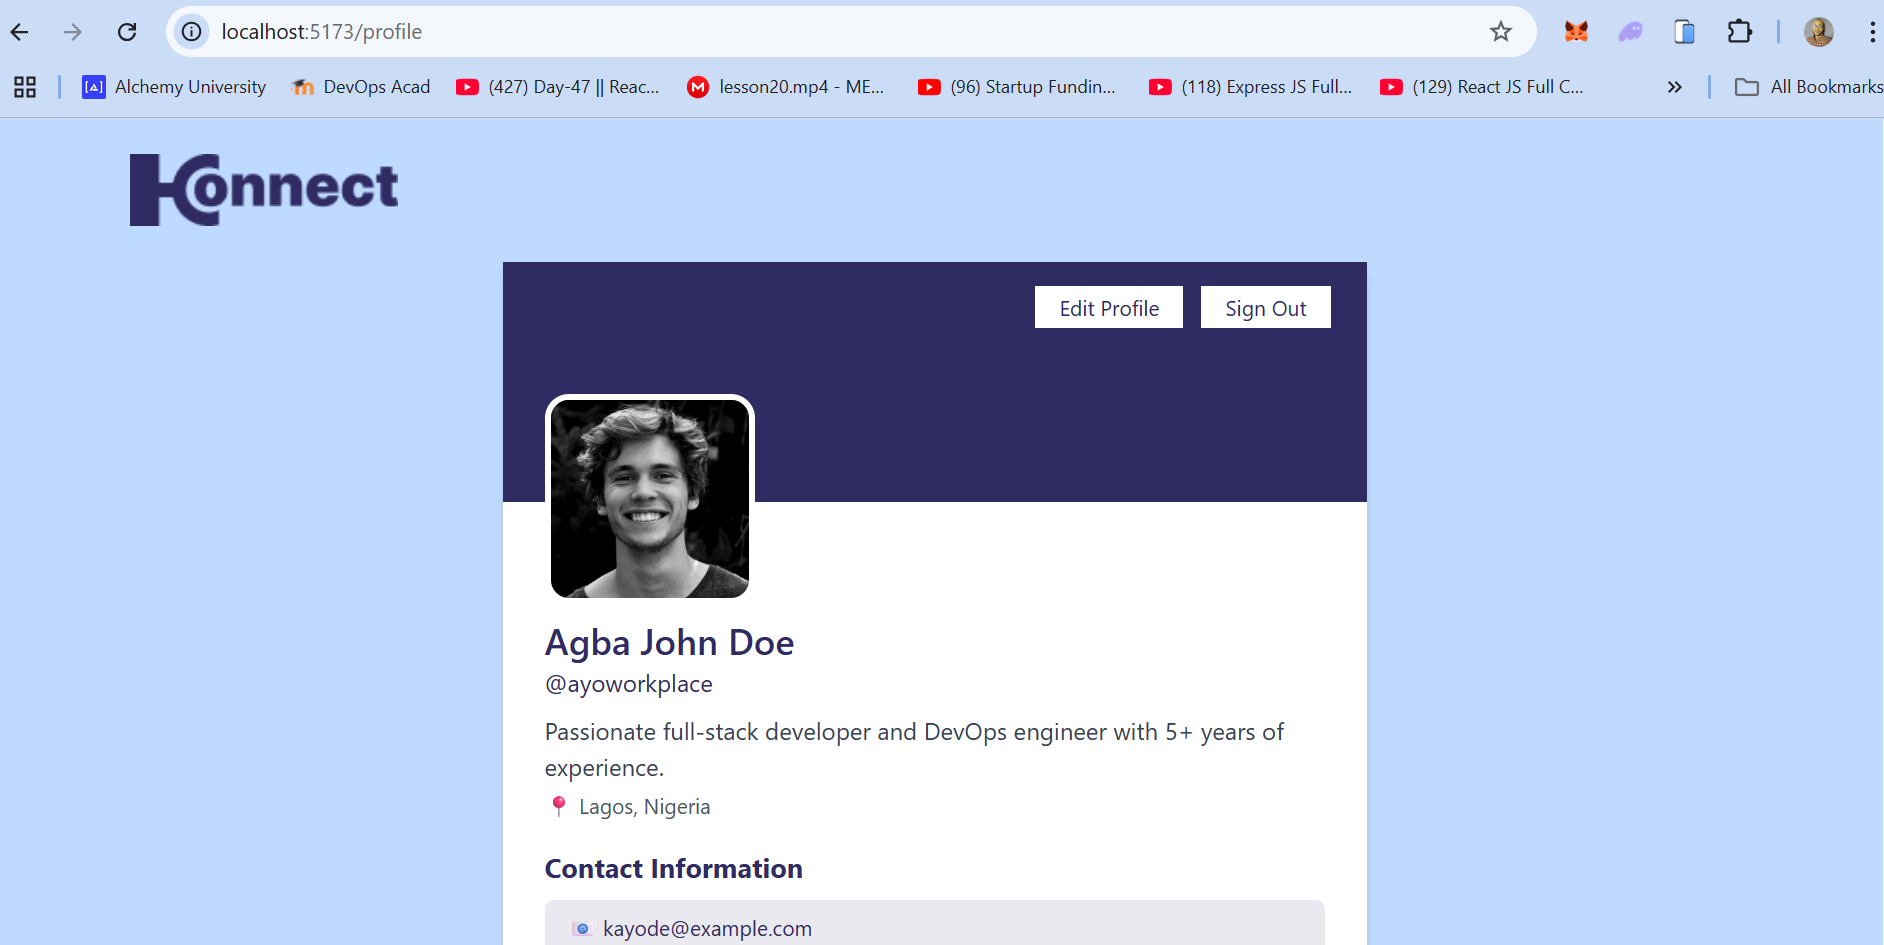 localhost:5173/profile
Alchemy University DevOps Acad (427) Day-47 || Reac... lesson20.mp4 - ME... (96) Startup Fundin... (118) Express JS Full... (129) React JS Full C... All Bookmarks
Konnect
Edit Profile Sign Out
Agba John Doe
@ayoworkplace
Passionate full-stack developer and DevOps engineer with 5+ years of
experience.
Lagos, Nigeria
Contact Information
kayode@example.com